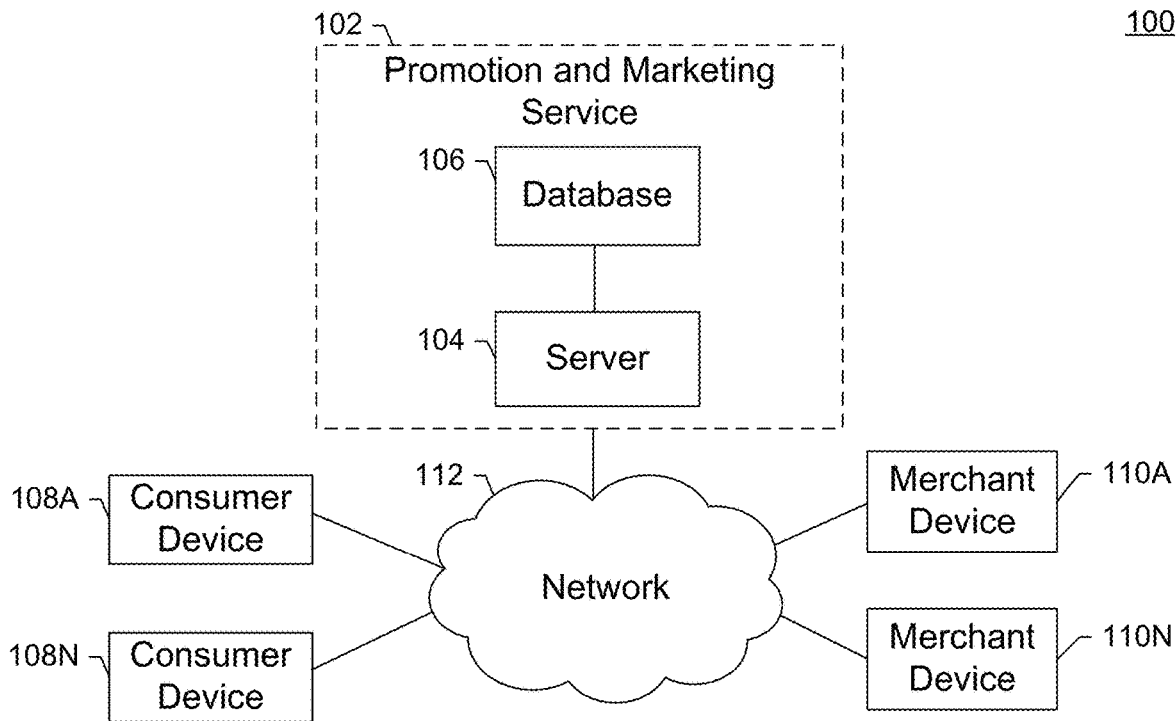 100
102
Promotion and Marketing
Service
106
Database
104
Server
112
108A
Consumer
Device
Merchant
Device
110A
Network
108N
Consumer
Device
Merchant
Device
110N